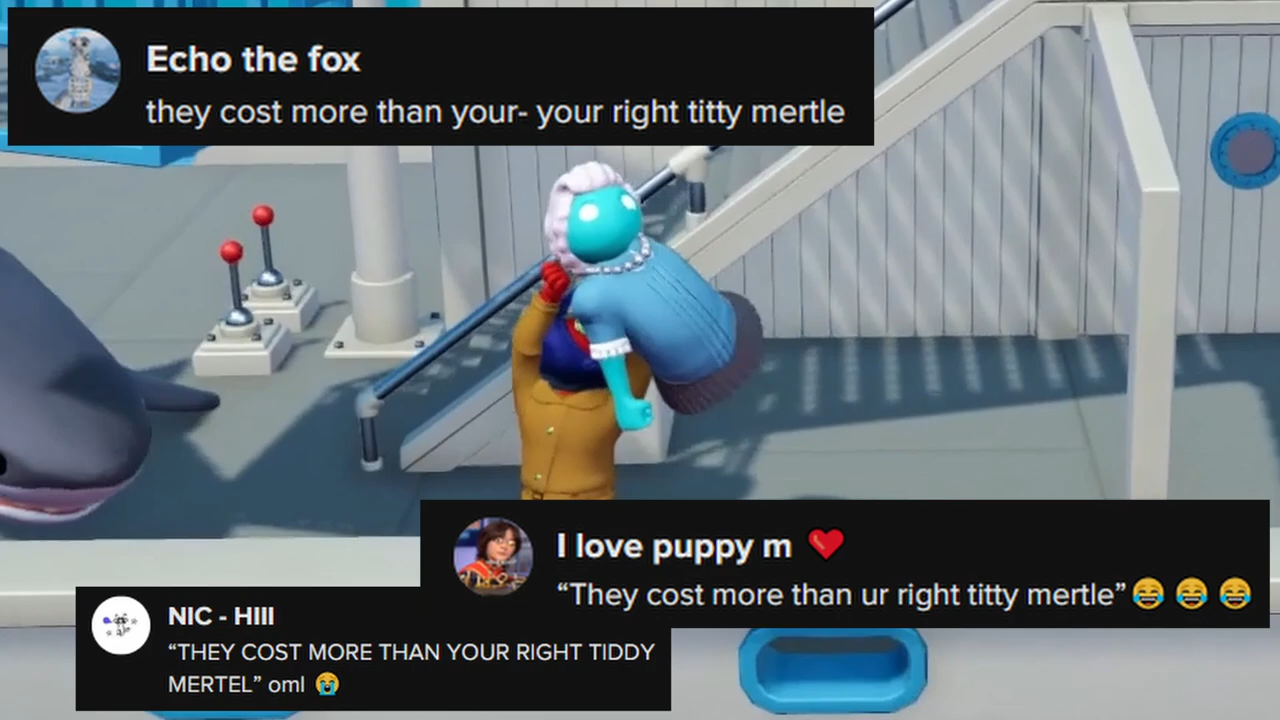 Echo the fox
they cost more than your- your right titty mertle
I love puppy m ❤️
“They cost more than ur right titty mertle”😂 😂 😂
NIC - HIII
“THEY COST MORE THAN YOUR RIGHT TIDDY
MERTEL” oml 😭